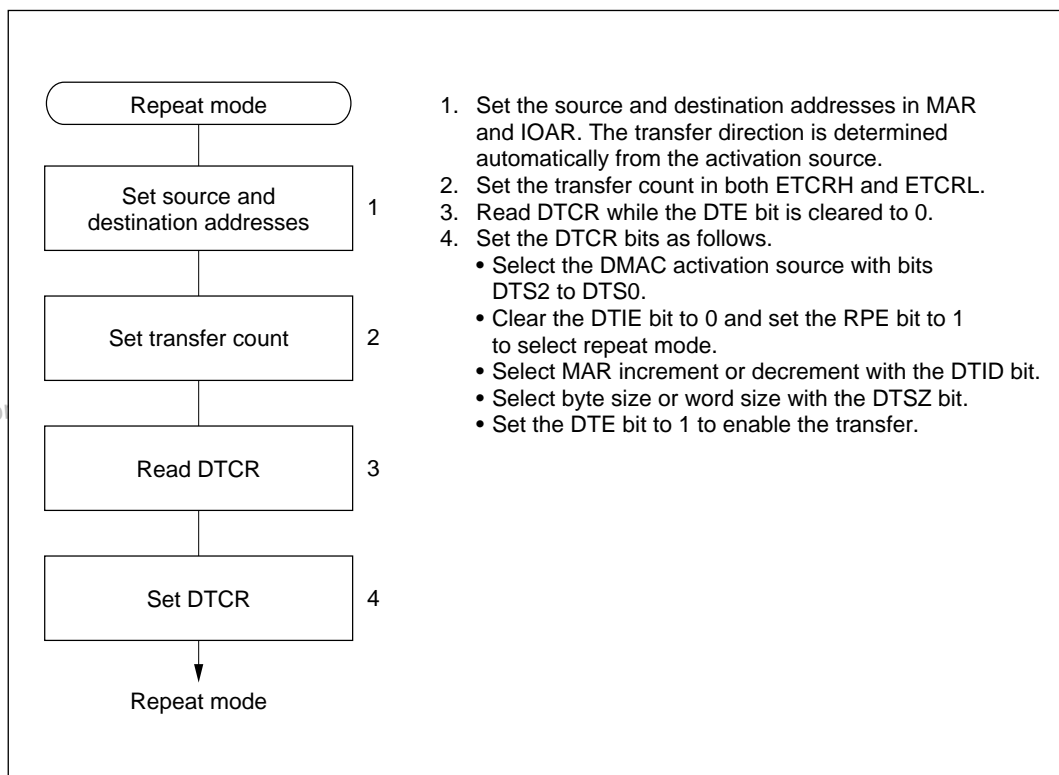 Repeat mode
Set source and
destination addresses
1
Set transfer count
2
Read DTCR
3
Set DTCR
4
Repeat mode
1. Set the source and destination addresses in MAR
and IOAR. The transfer direction is determined
automatically from the activation source.
2. Set the transfer count in both ETCRH and ETCRL.
3. Read DTCR while the DTE bit is cleared to 0.
4. Set the DTCR bits as follows.
• Select the DMAC activation source with bits
DTS2 to DTS0.
• Clear the DTIE bit to 0 and set the RPE bit to 1
to select repeat mode.
• Select MAR increment or decrement with the DTID bit.
• Select byte size or word size with the DTSZ bit.
• Set the DTE bit to 1 to enable the transfer.